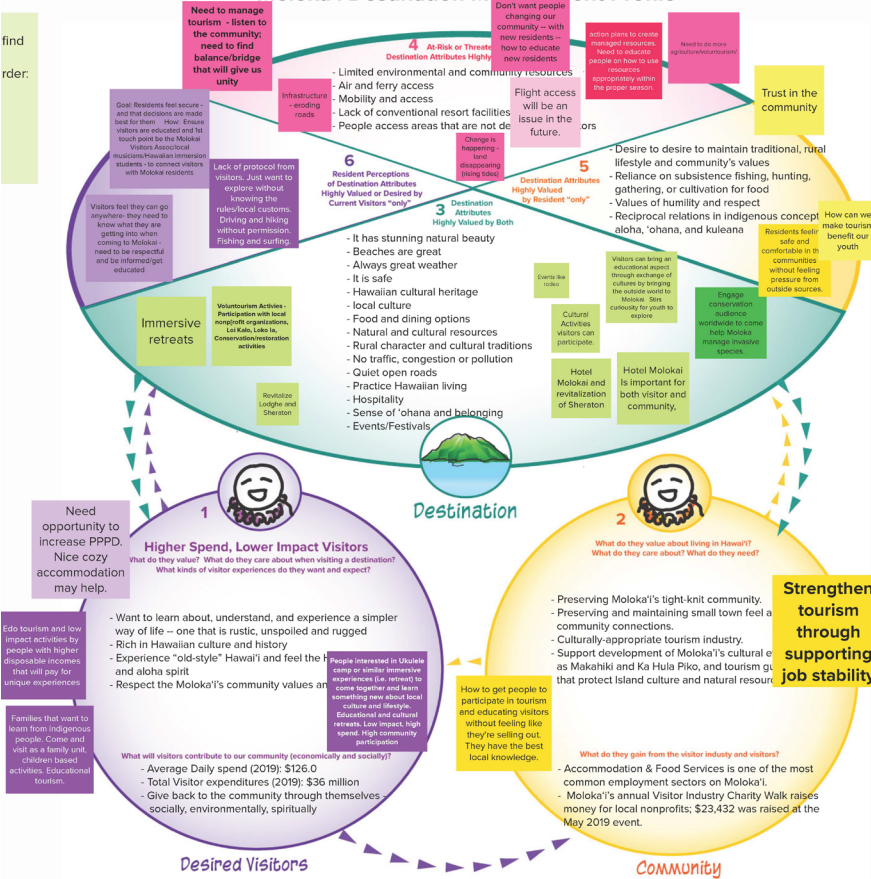 find
rder:
Need to manage
tourism - listen to
the community;
need to find
balance/bridge
that will give us
unity
Don't want people
changing our
community -- with
new residents --
how to educate
new residents
action plans to create
managed resources.
Need to educate
people on how to use
resources
appropriately within
the proper season.
Need to do more
agriculture/voluntourism/
Trust in the
community
4
At-Risk or Threate
Destination Attributes Highly
- Limited environmental and community resources
- Air and ferry access
- Mobility and access
- Lack of conventional resort facilities
- People access areas that are not de
tors
Infrastructure
- eroding
roads
Flight access
will be an
issue in the
future.
Change is
happening -
land
disappearing
(rising tides)
Goal: Residents feel secure -
and that decisions are made
best for them How: Ensure
visitors are educated and 1st
touch point be the Molokai
Visitors Assoc/local
musicians/Hawaiian immersion
students - to connect visitors
with Molokai residents
Visitors feel they can go
anywhere- they need to
know what they are
getting into when
coming to Molokai -
need to be respectful
and be informed/get
educated
Lack of protocol from
visitors. Just want to
explore without
knowing the
rules/local customs.
Driving and hiking
without permission.
Fishing and surfing.
6
Resident Perceptions
of Destination Attributes
Highly Valued or Desired by
Current Visitors “only”
5
Destination Attributes
Highly Valued
by Resident “only”
- Desire to desire to maintain traditional, rural
lifestyle and community’s values
- Reliance on subsistence fishing, hunting,
gathering, or cultivation for food
- Values of humility and respect
- Reciprocal relations in indigenous concept
aloha, ‘ohana, and kuleana
Residents feelin
safe and
comfortable in th
communities
without feeling
pressure from
outside sources.
How can we
make tourism
benefit our
youth
3
Destination
Attributes
Highly Valued by Both
- It has stunning natural beauty
- Beaches are great
- Always great weather
- It is safe
- Hawaiian cultural heritage
- local culture
- Food and dining options
- Natural and cultural resources
- Rural character and cultural traditions
- No traffic, congestion or pollution
- Quiet open roads
- Practice Hawaiian living
- Hospitality
- Sense of ‘ohana and belonging
- Events/Festivals
Immersive
retreats
Voluntourism Activies -
Participation with local
nonp[rofit organizations,
Loi Kalo, Loko Ia,
Conservation/restoration
activities
Revitalize
Lodghe and
Sheraton
Events like
rodeo
Cultural
Activities
visitors can
participate.
Visitors can bring an
educational aspect
through exchange of
cultures by bringing
the outside world to
Molokai. Stirs
curiousity for youth to
explore
Engage
conservation
audience
worldwide to come
help Moloka
manage invasive
species.
Hotel
Molokai and
revitalization
of Sheraton
Hotel Molokai
Is important for
both visitor and
community,
Destination
Need
opportunity to
increase PPPD.
Nice cozy
accommodation
may help.
1
Higher Spend, Lower Impact Visitors
What do they value? What do they care about when visiting a destination?
What kinds of visitor experiences do they want and expect?
- Want to learn about, understand, and experience a simpler
way of life -- one that is rustic, unspoiled and rugged
- Rich in Hawaiian culture and history
- Experience “old-style” Hawai‘i and feel the H
and aloha spirit
- Respect the Moloka‘i’s community values an
Edo tourism and low
impact activities by
people with higher
disposable incomes
that will pay for
unique experiences
Families that want to
learn from indigenous
people. Come and
visit as a family unit,
children based
activities. Educational
tourism.
People interested in Ukulele
camp or similar immersive
experiences (i.e. retreat) to
come together and learn
something new about local
culture and lifestyle.
Educational and cultural
retreats. Low impact, high
spend. High community
participation
What will visitors contribute to our community (economically and socially)?
- Average Daily spend (2019): $126.0
- Total Visitor expenditures (2019): $36 million
- Give back to the community through themselves -
socially, environmentally, spiritually
Desired Visitors
2
What do they value about living in Hawai‘i?
What do they care about? What do they need?
- Preserving Moloka‘i’s tight-knit community.
- Preserving and maintaining small town feel a
community connections.
- Culturally-appropriate tourism industry.
- Support development of Moloka‘i’s cultural e
as Makahiki and Ka Hula Piko, and tourism gu
that protect Island culture and natural resour
Strengthen
tourism
through
supporting
job stability
How to get people to
participate in tourism
and educating visitors
without feeling like
they're selling out.
They have the best
local knowledge.
What do they gain from the visitor industy and visitors?
- Accommodation & Food Services is one of the most
common employment sectors on Moloka‘i.
- Moloka‘i’s annual Visitor Industry Charity Walk raises
money for local nonprofits; $23,432 was raised at the
May 2019 event.
Community